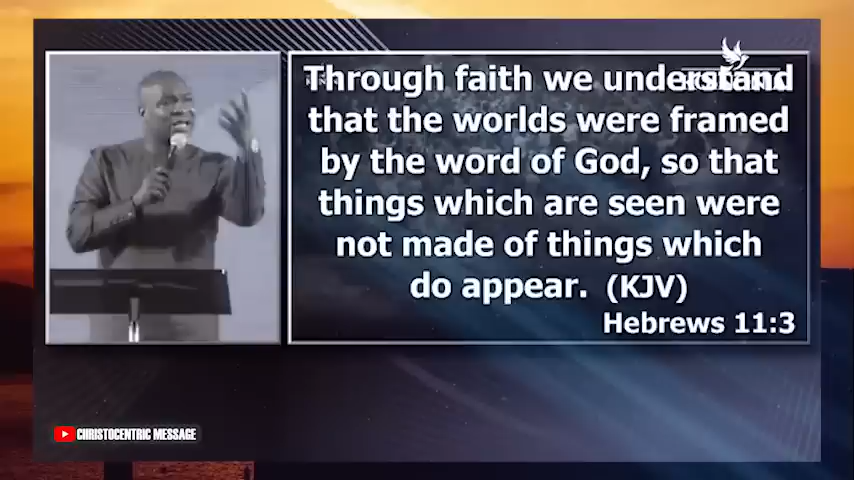 Through faith we understand
that the worlds were framed
by the word of God, so that
things which are seen were
not made of things which
do appear. (KJV)
Hebrews 11:3
CHRISTOCENTRIC MESSAGE